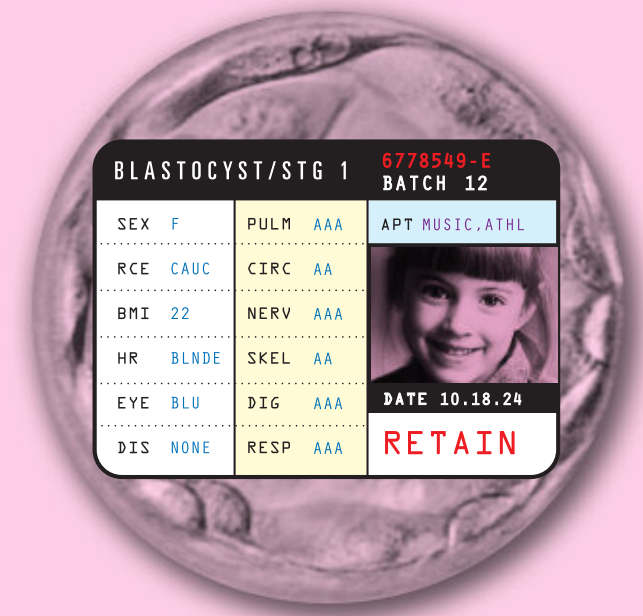 BLASTOCYST/STG 1
6778549-E
BATCH 12
SEX F
RCE CAUC
BMI 22
HR BLNDE
EYE BLU
DIS NONE
PULM AAA
CIRC AA
NERV AAA
SKEL AA
DIG AAA
RESP AAA
APT MUSIC,ATHL
DATE 10.18.24
RETAIN